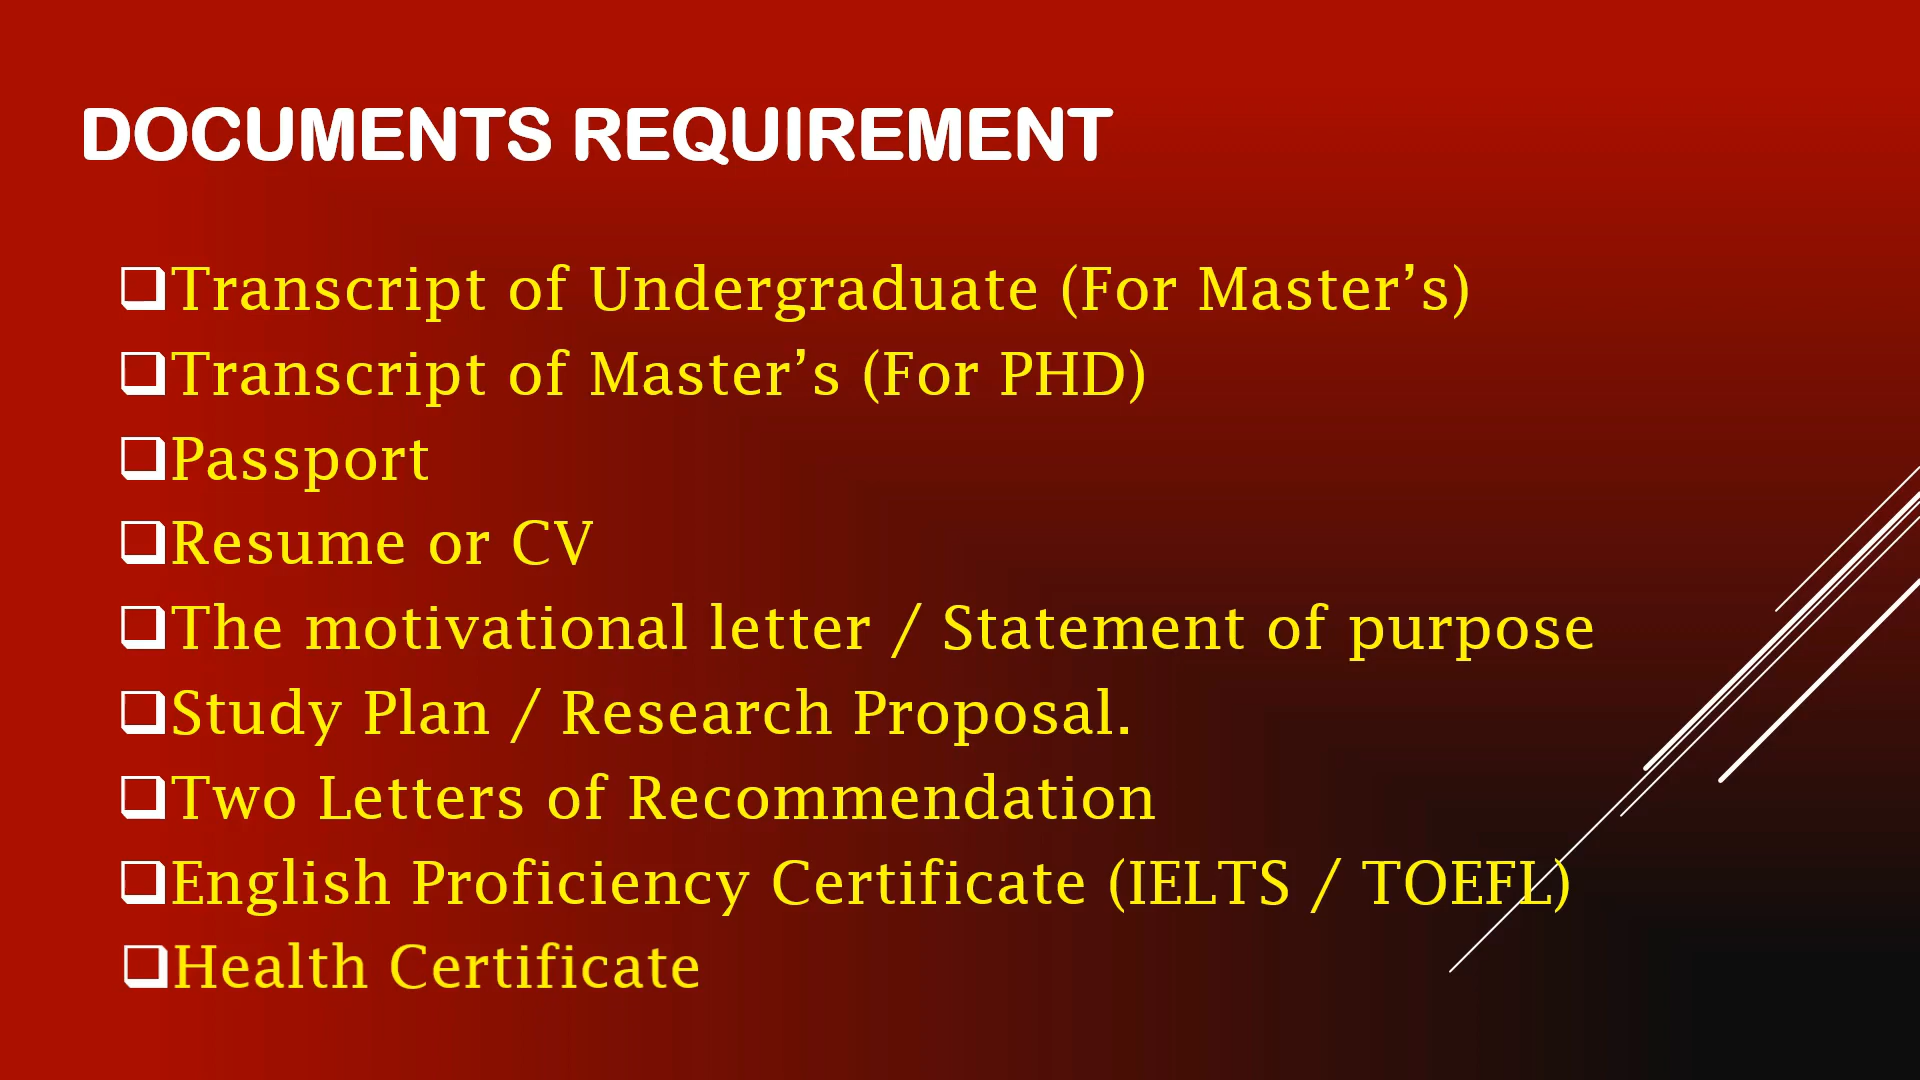 DOCUMENTS REQUIREMENT
Transcript of Undergraduate (For Master’s)
Transcript of Master’s (For PHD)
Passport
Resume or CV
The motivational letter / Statement of purpose
Study Plan / Research Proposal.
Two Letters of Recommendation
English Proficiency Certificate (IELTS / TOEFL)
Health Certificate